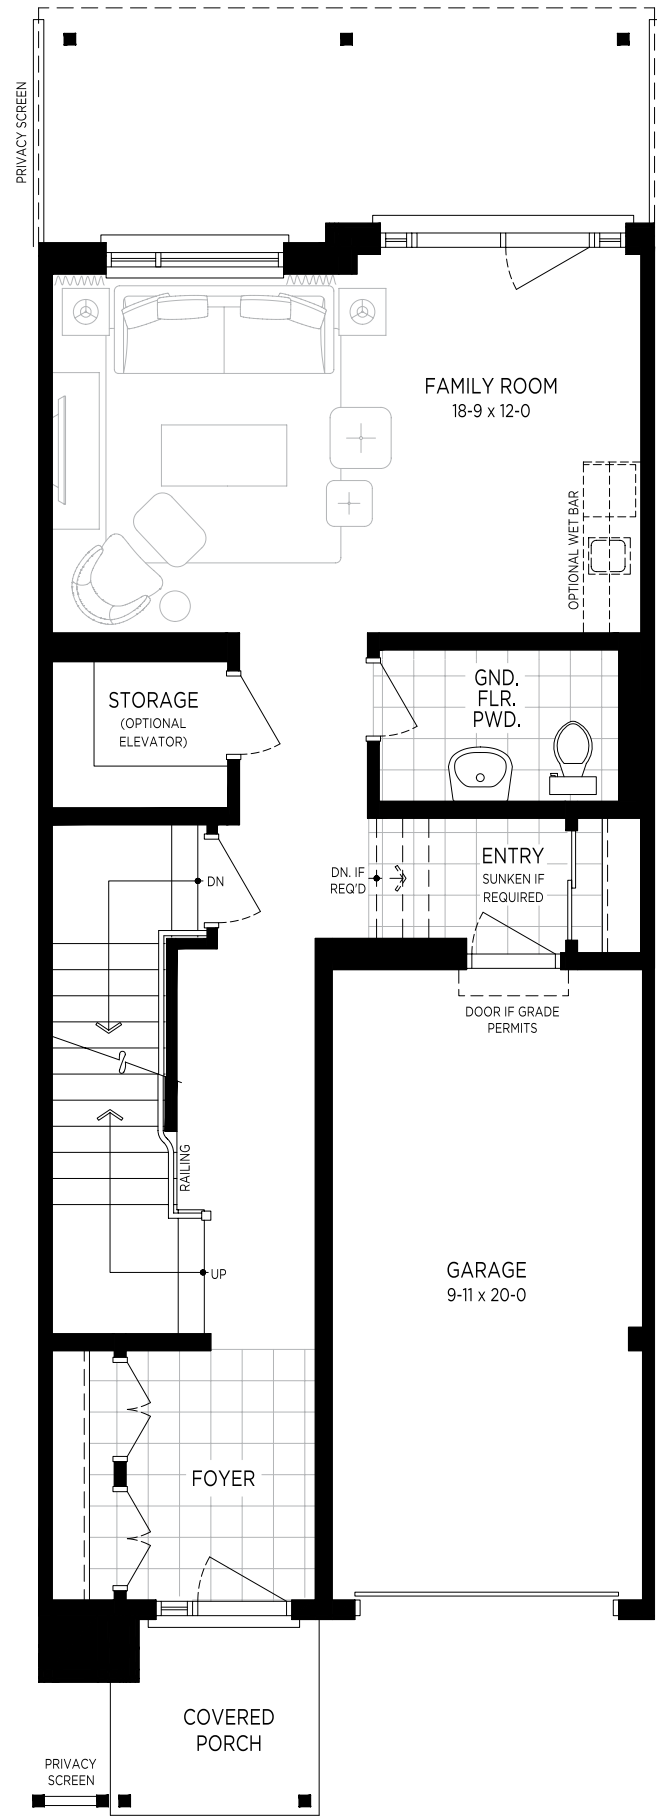 PRIVACY SCREEN
FAMILY ROOM
18-9 x 12-0
OPTIONAL WET BAR
STORAGE
(OPTIONAL
ELEVATOR)
GND.
FLR.
PWD.
DN
DN. IF
REQ'D
ENTRY
SUNKEN IF
REQUIRED
DOOR IF GRADE
PERMITS
RAILING
UP
GARAGE
9-11 x 20-0
FOYER
COVERED
PORCH
PRIVACY
SCREEN